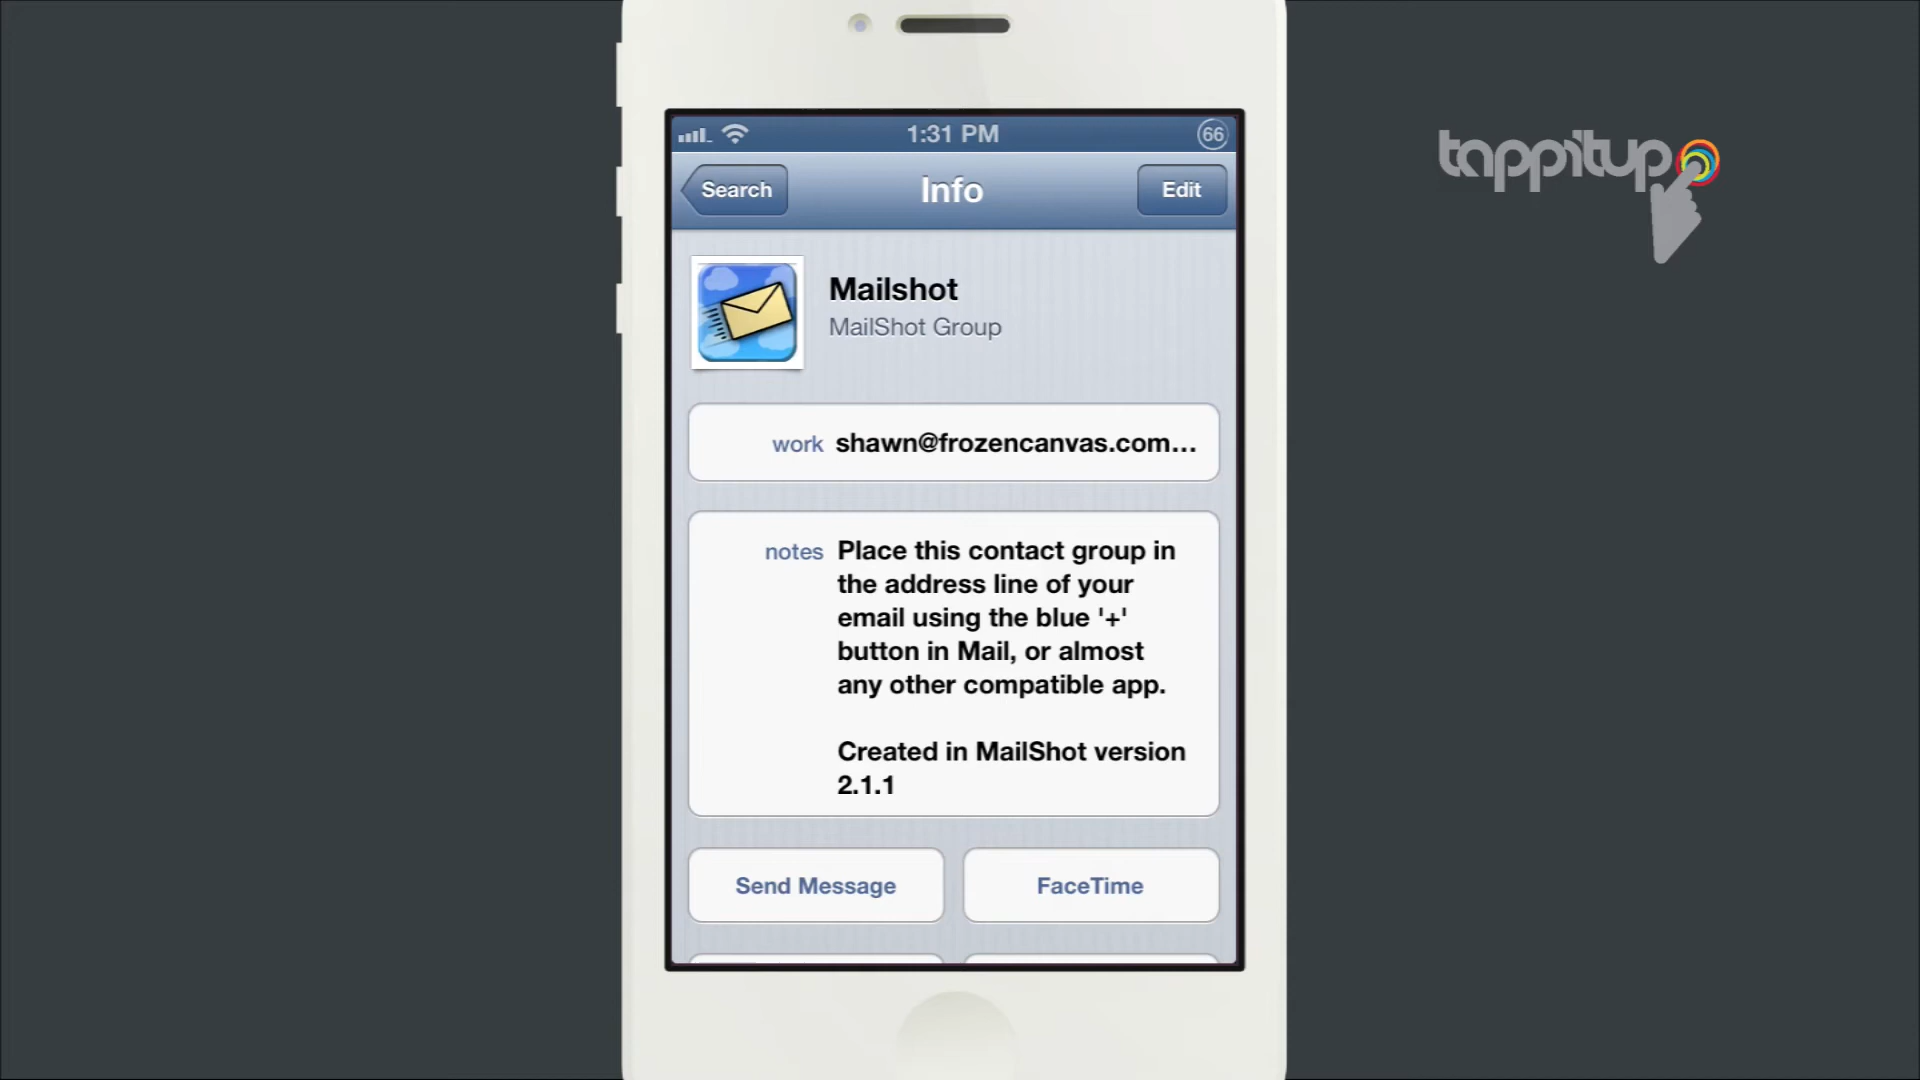 1:31 PM
66
tappitup
Search
Info
Edit
Mailshot
MailShot Group
work shawn@frozencanvas.com...
notes Place this contact group in
the address line of your
email using the blue '+'
button in Mail, or almost
any other compatible app.
Created in MailShot version
2.1.1
Send Message
FaceTime